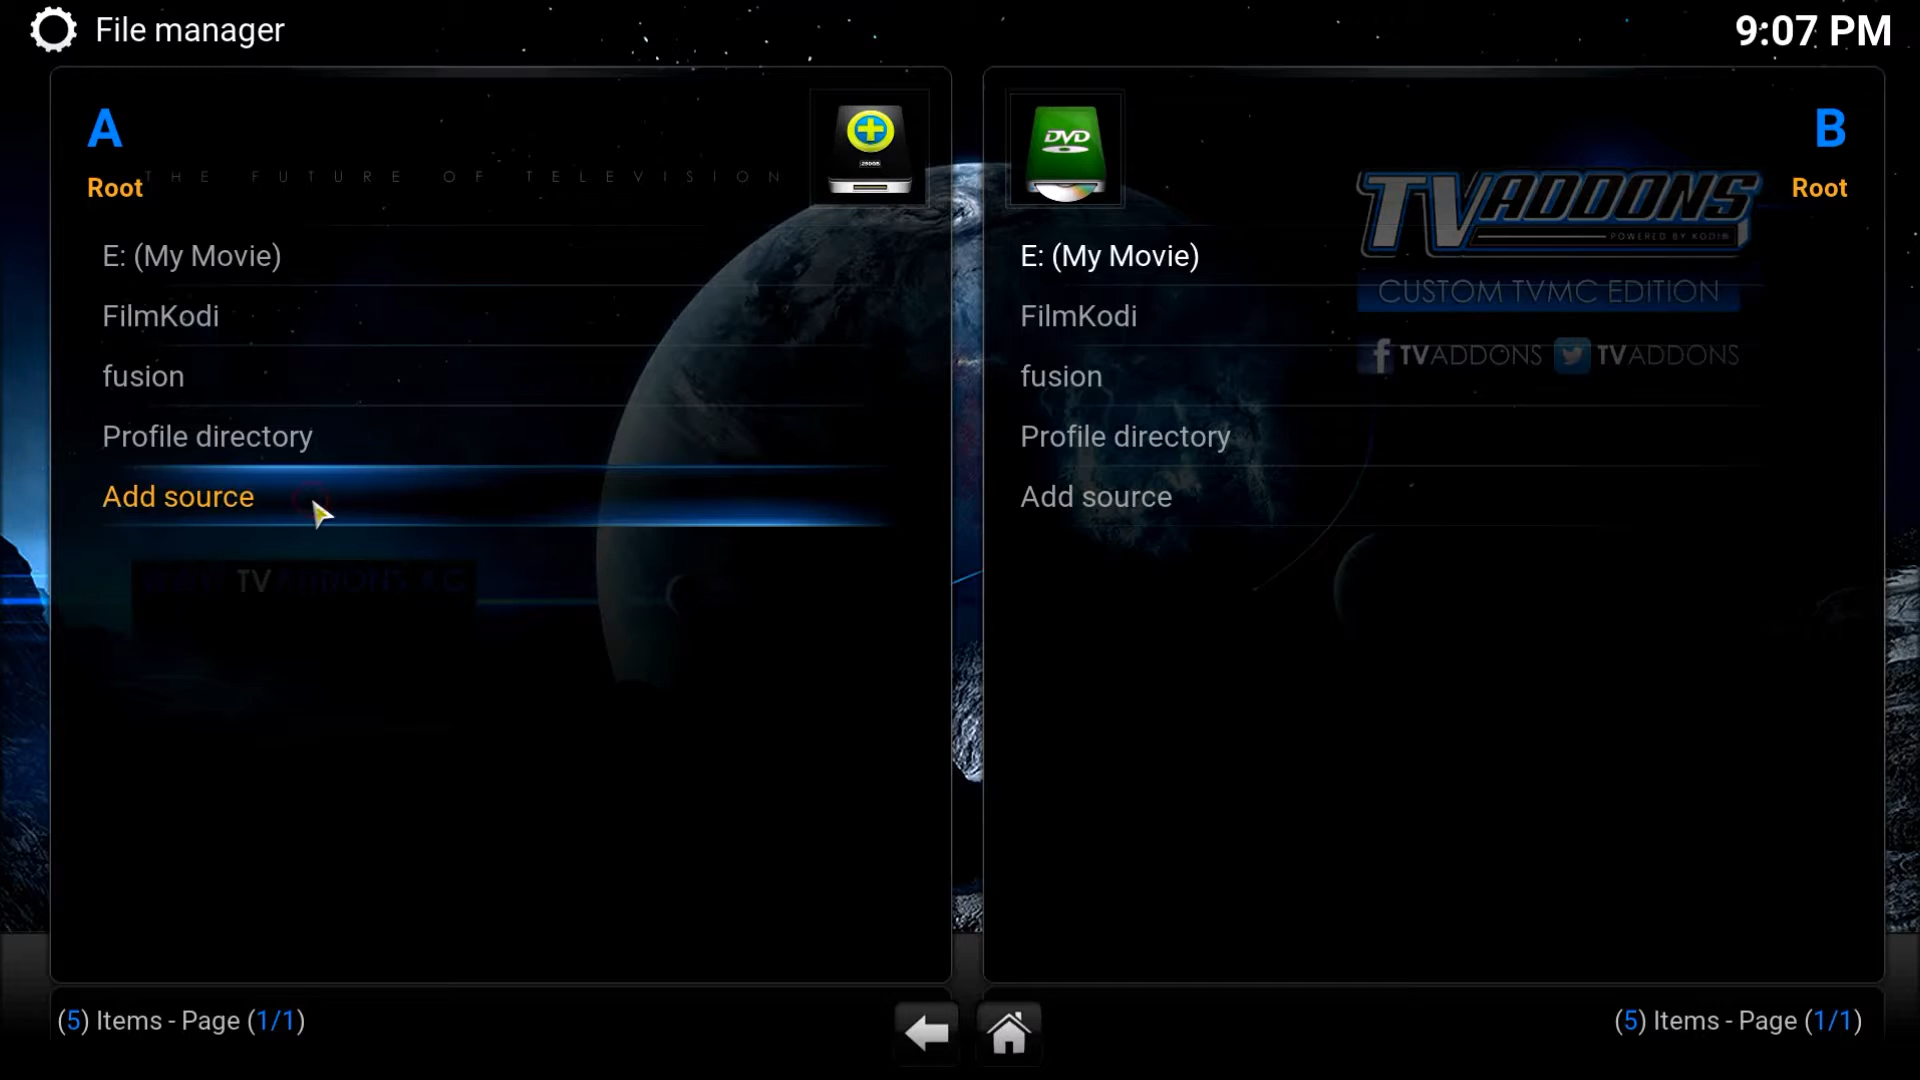 File manager
9:07 PM
A
Root
THE FUTURE OF TELEVISION
E: (My Movie)
FilmKodi
fusion
Profile directory
Add source
(5) Items - Page (1/1)
DVD
B
Root
TVADDONS
POWERED BY KODI®
CUSTOM TVMC EDITION
TVADDONS TVADDONS
E: (My Movie)
FilmKodi
fusion
Profile directory
Add source
(5) Items - Page (1/1)